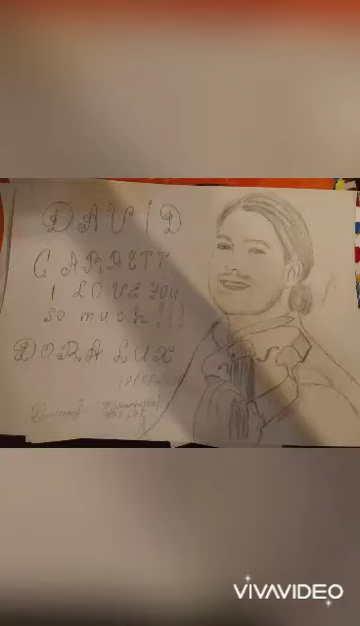 DAVID
GARRETT
I LOVE YOU
so much!!!
DORA LUX
VIVAVIDEO